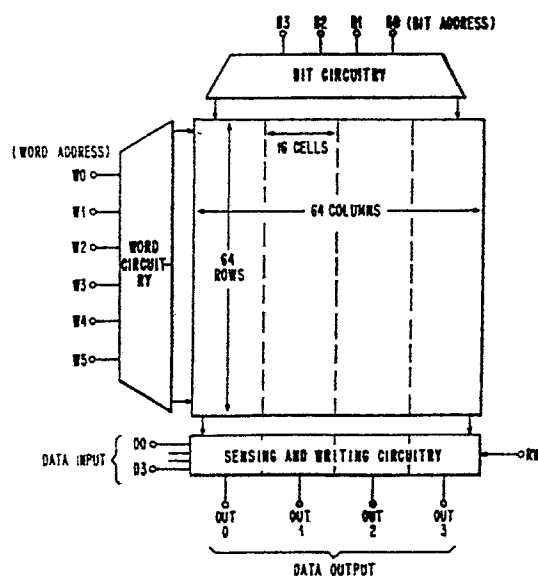 B3 B2 B1 B0 (BIT ADDRESS)
BIT CIRCUITRY
16 CELLS
(WORD ADDRESS)
W0
W1
W2
W3
W4
W5
WORD
CIRCUIT-
RY
64 COLUMNS
64
ROWS
DATA INPUT
D0
D3
SENSING AND WRITING CIRCUITRY
OUT OUT OUT OUT
0 1 2 3
DATA OUTPUT